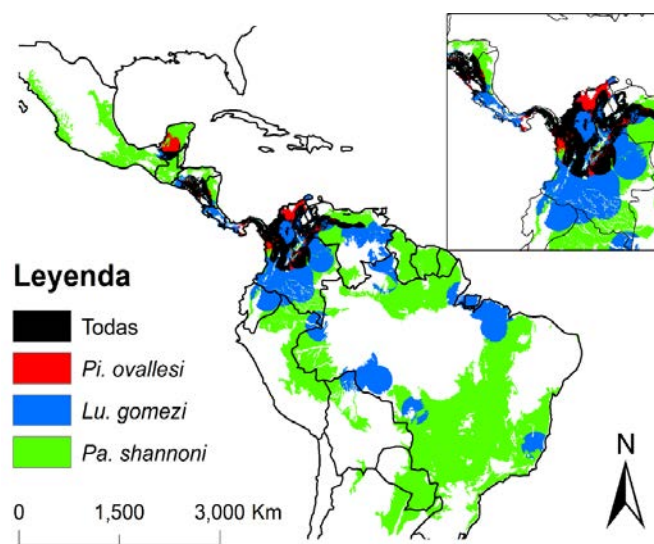 Leyenda
Todas
Pi. ovallesi
Lu. gomezi
Pa. shannoni
0 1,500 3,000 Km
N